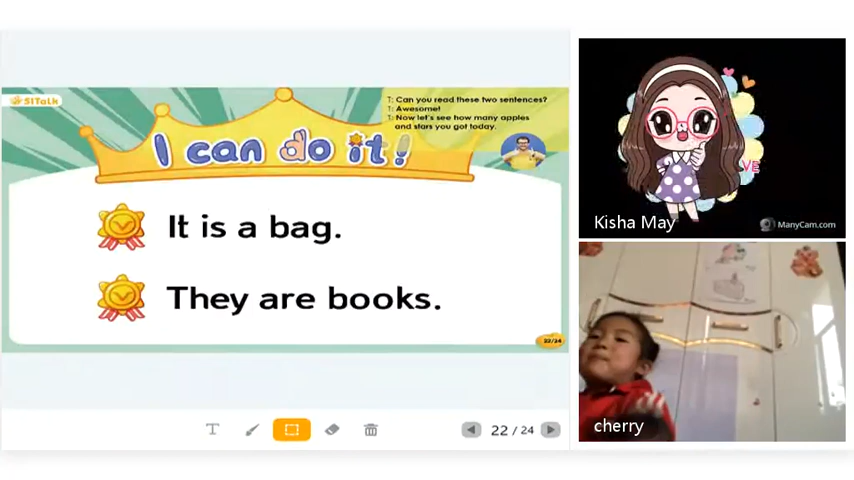 51Talk
T: Can you read these two sentences?
T: Awesome!
T: Now let's see how many apples
and stars you got today.
I can do it!
It is a bag.
They are books.
22/24
T
22 / 24
VE
Kisha May
ManyCam.com
cherry